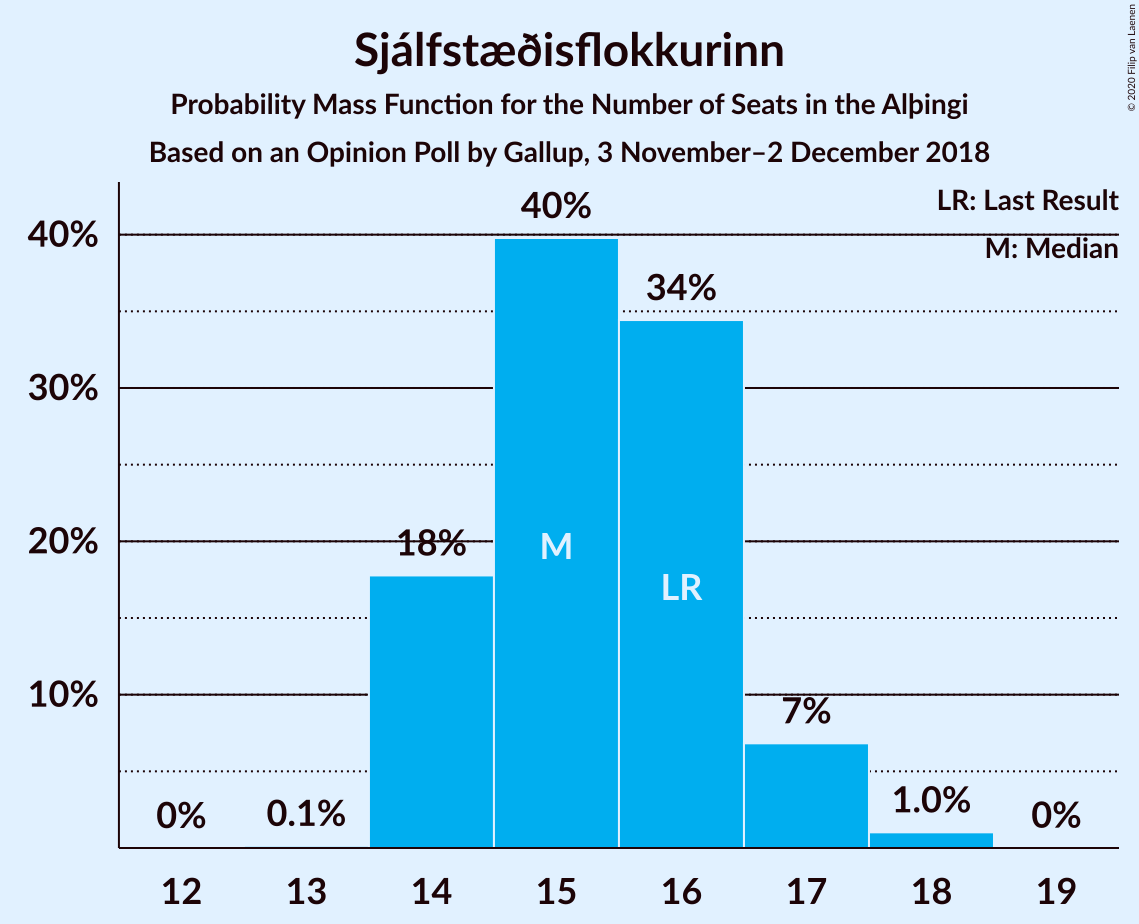 Sjálfstæðisflokkurinn
Probability Mass Function for the Number of Seats in the Alþingi
Based on an Opinion Poll by Gallup, 3 November–2 December 2018
© 2020 Filip van Laenen
LR: Last Result
M: Median
40%
30%
20%
10%
0%
0.1%
18%
40%
34%
7%
1.0%
0%
M
LR
12 13 14 15 16 17 18 19